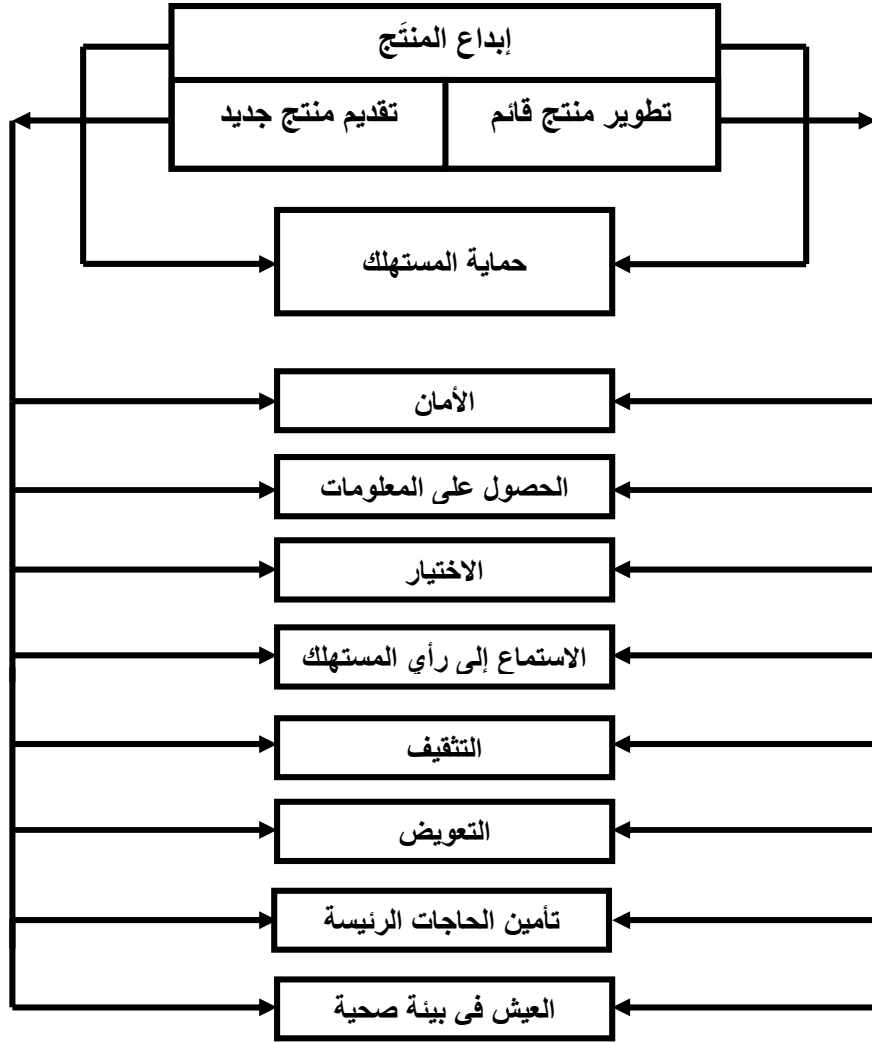 إبداع المنتَج
تطوير منتج قائم
تقديم منتج جديد
حماية المستهلك
الأمان
الحصول على المعلومات
الاختيار
الاستماع إلى رأي المستهلك
التثقيف
التعويض
تأمين الحاجات الرئيسة
العيش في بيئة صحية